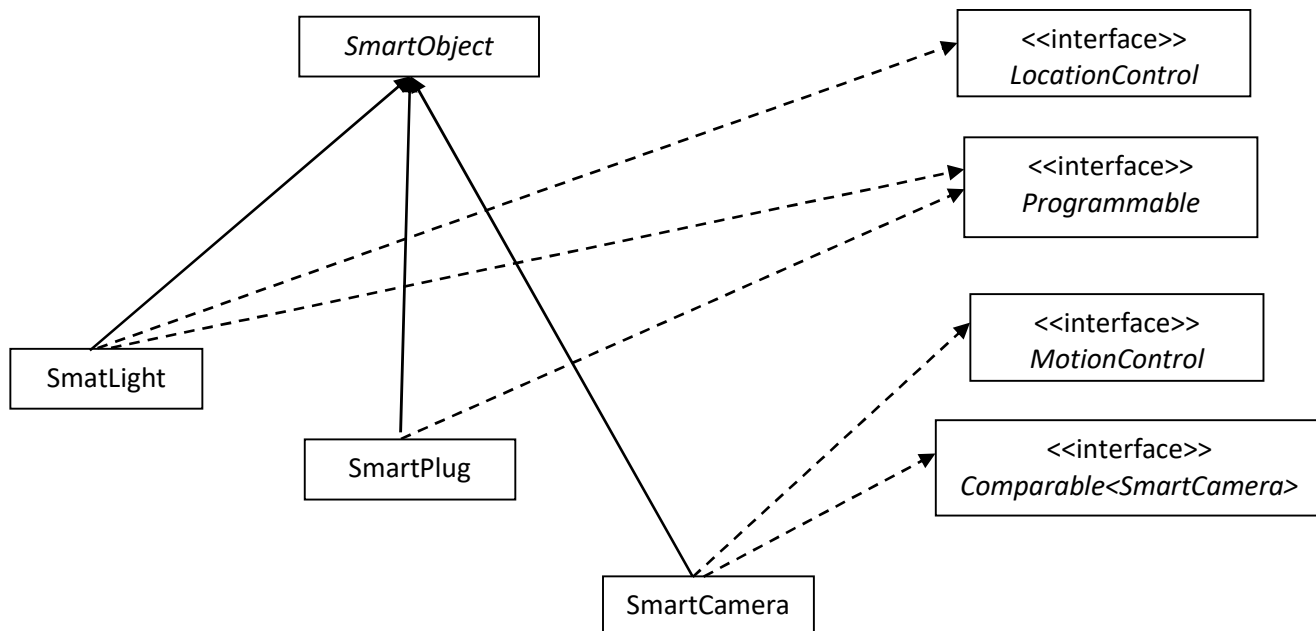 SmartObject
<<interface>>
LocationControl
<<interface>>
Programmable
<<interface>>
MotionControl
SmatLight
SmartPlug
<<interface>>
Comparable<SmartCamera>
SmartCamera